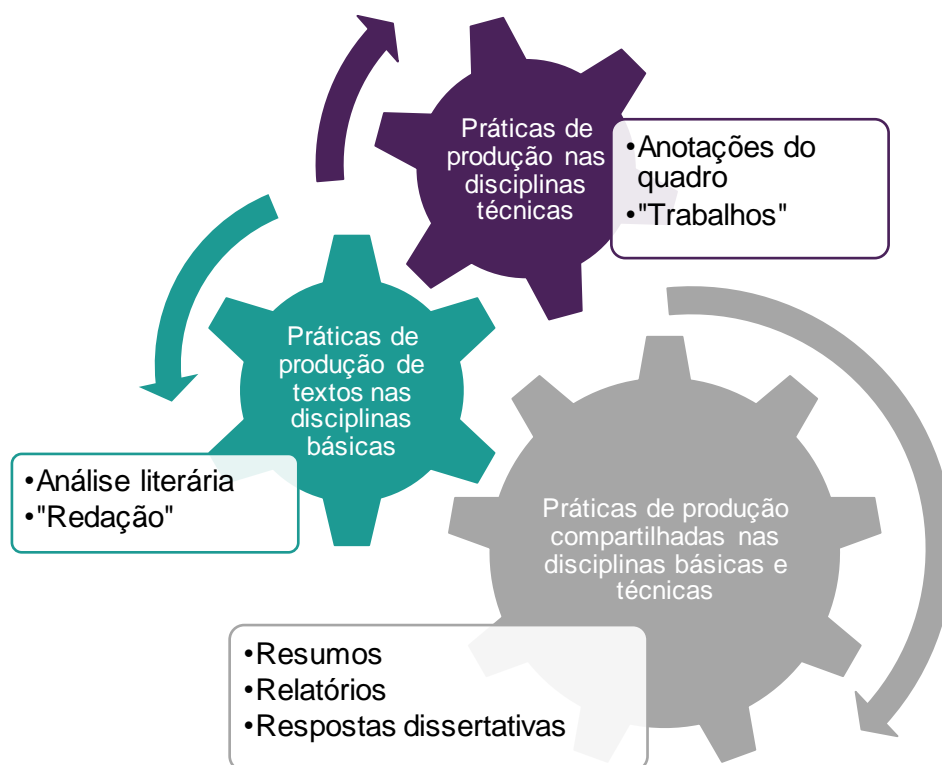 Práticas de
produção nas
disciplinas
técnicas
•Anotações do
quadro
•"Trabalhos"
Práticas de
produção de
textos nas
disciplinas
básicas
•Análise literária
•"Redação"
Práticas de produção
compartilhadas nas
disciplinas básicas e
técnicas
•Resumos
•Relatórios
•Respostas dissertativas